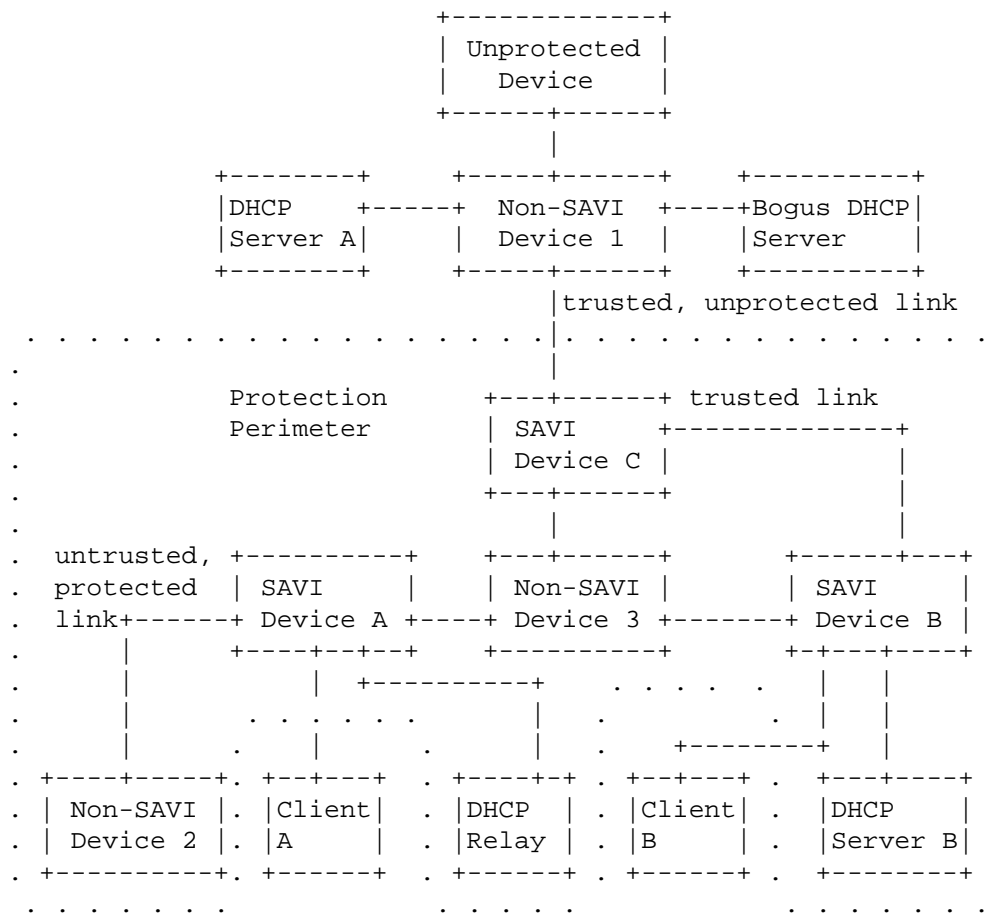 Unprotected
Device
DHCP Non-SAVI Bogus DHCP
Server A Device 1 Server
trusted, unprotected link
Protection trusted link
Perimeter SAVI
Device C
untrusted,
protected SAVI Non-SAVI SAVI
link Device A Device 3 Device B
Non-SAVI Client DHCP Client DHCP
Device 2 A Relay B Server B